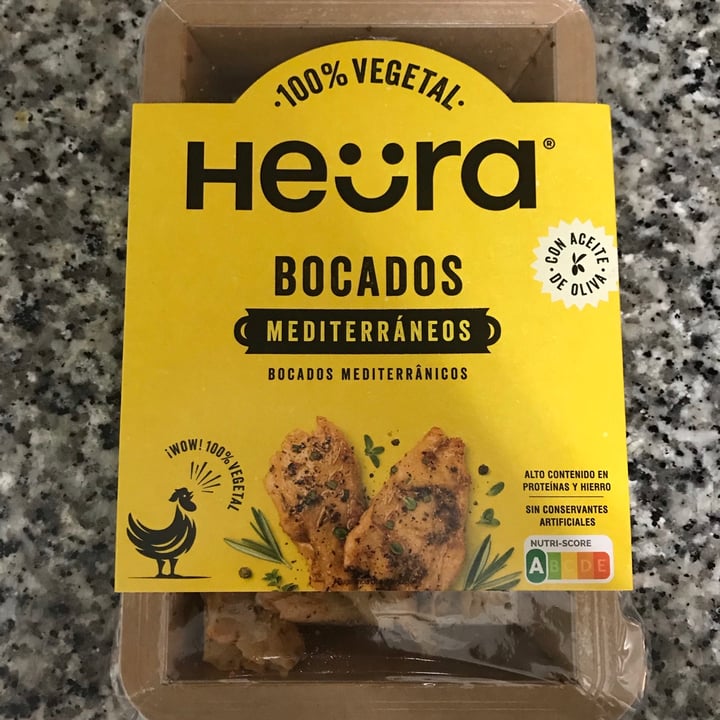 ·100% VEGETAL·
Heüra®
BOCADOS
MEDITERRÁNEOS
BOCADOS MEDITERRÂNICOS
·CON ACEITE·
DE OLIVA
¡WOW! 100% VEGETAL
ALTO CONTENIDO EN
PROTEÍNAS Y HIERRO
SIN CONSERVANTES
ARTIFICIALES
NUTRI-SCORE
A B C D E